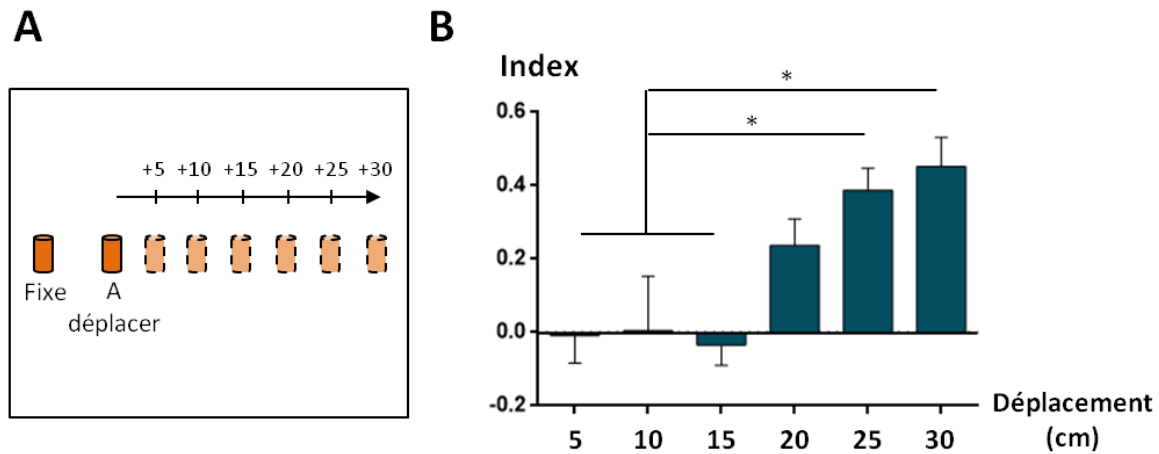 A
+5 +10 +15 +20 +25 +30
Fixe
A
déplacer
B
Index
*
*
0.6
0.4
0.2
0.0
-0.2
5 10 15 20 25 30
Déplacement
(cm)